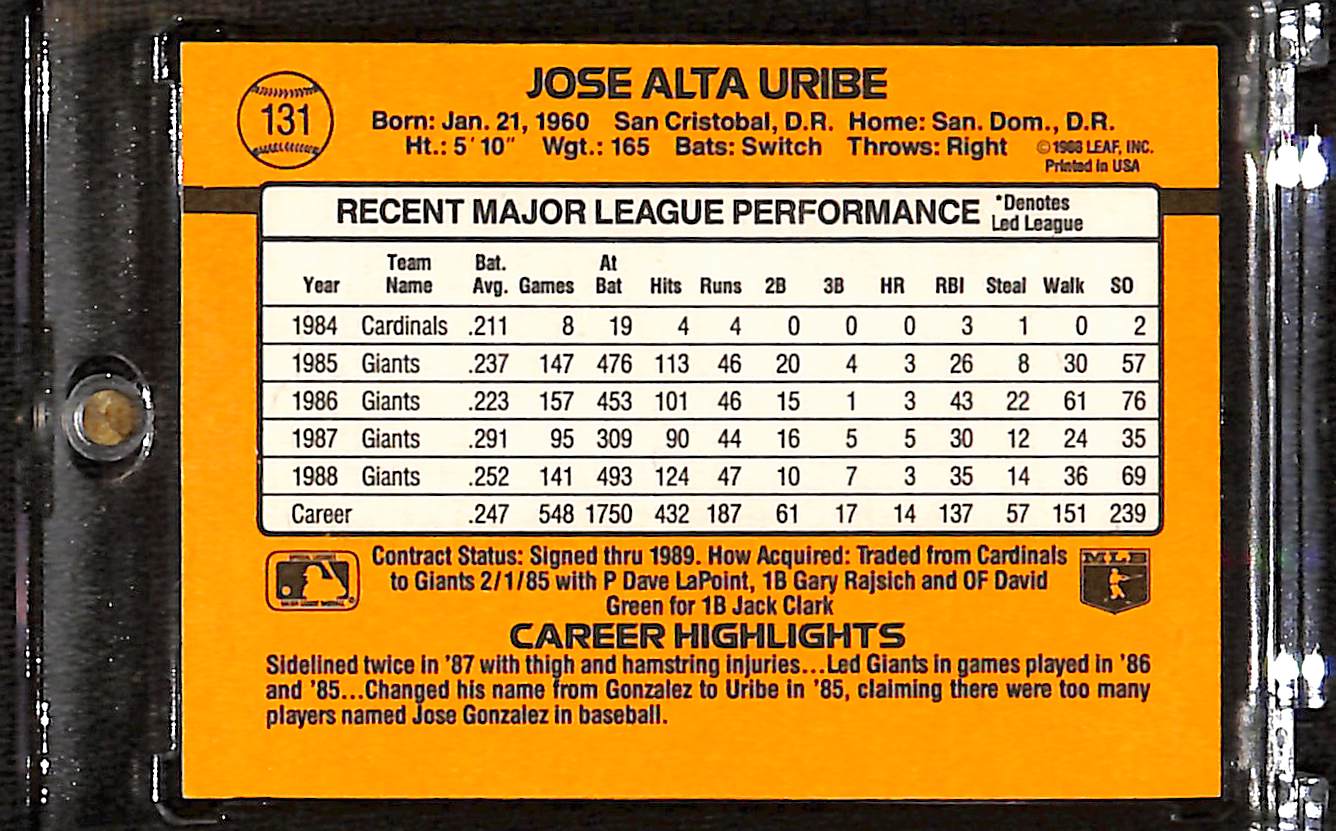 131
JOSE ALTA URIBE
Born: Jan. 21, 1960 San Cristobal, D.R. Home: San. Dom., D.R.
Ht.: 5'10" Wgt.: 165 Bats: Switch Throws: Right
©1988 LEAF, INC.
Printed in USA
RECENT MAJOR LEAGUE PERFORMANCE
*Denotes
Led League
Year Team Name Bat. Avg. Games At Bat Hits Runs 2B 3B HR RBI Steal Walk SO
1984 Cardinals .211 8 19 4 4 0 0 0 3 1 0 2
1985 Giants .237 147 476 113 46 20 4 3 26 8 30 57
1986 Giants .223 157 453 101 46 15 1 3 43 22 61 76
1987 Giants .291 95 309 90 44 16 5 5 30 12 24 35
1988 Giants .252 141 493 124 47 10 7 3 35 14 36 69
Career .247 548 1750 432 187 61 17 14 137 57 151 239
Contract Status: Signed thru 1989. How Acquired: Traded from Cardinals
to Giants 2/1/85 with P Dave LaPoint, 1B Gary Rajsich and OF David
Green for 1B Jack Clark
MLB
CAREER HIGHLIGHTS
Sidelined twice in '87 with thigh and hamstring injuries...Led Giants in games played in '86
and '85...Changed his name from Gonzalez to Uribe in '85, claiming there were too many
players named Jose Gonzalez in baseball.